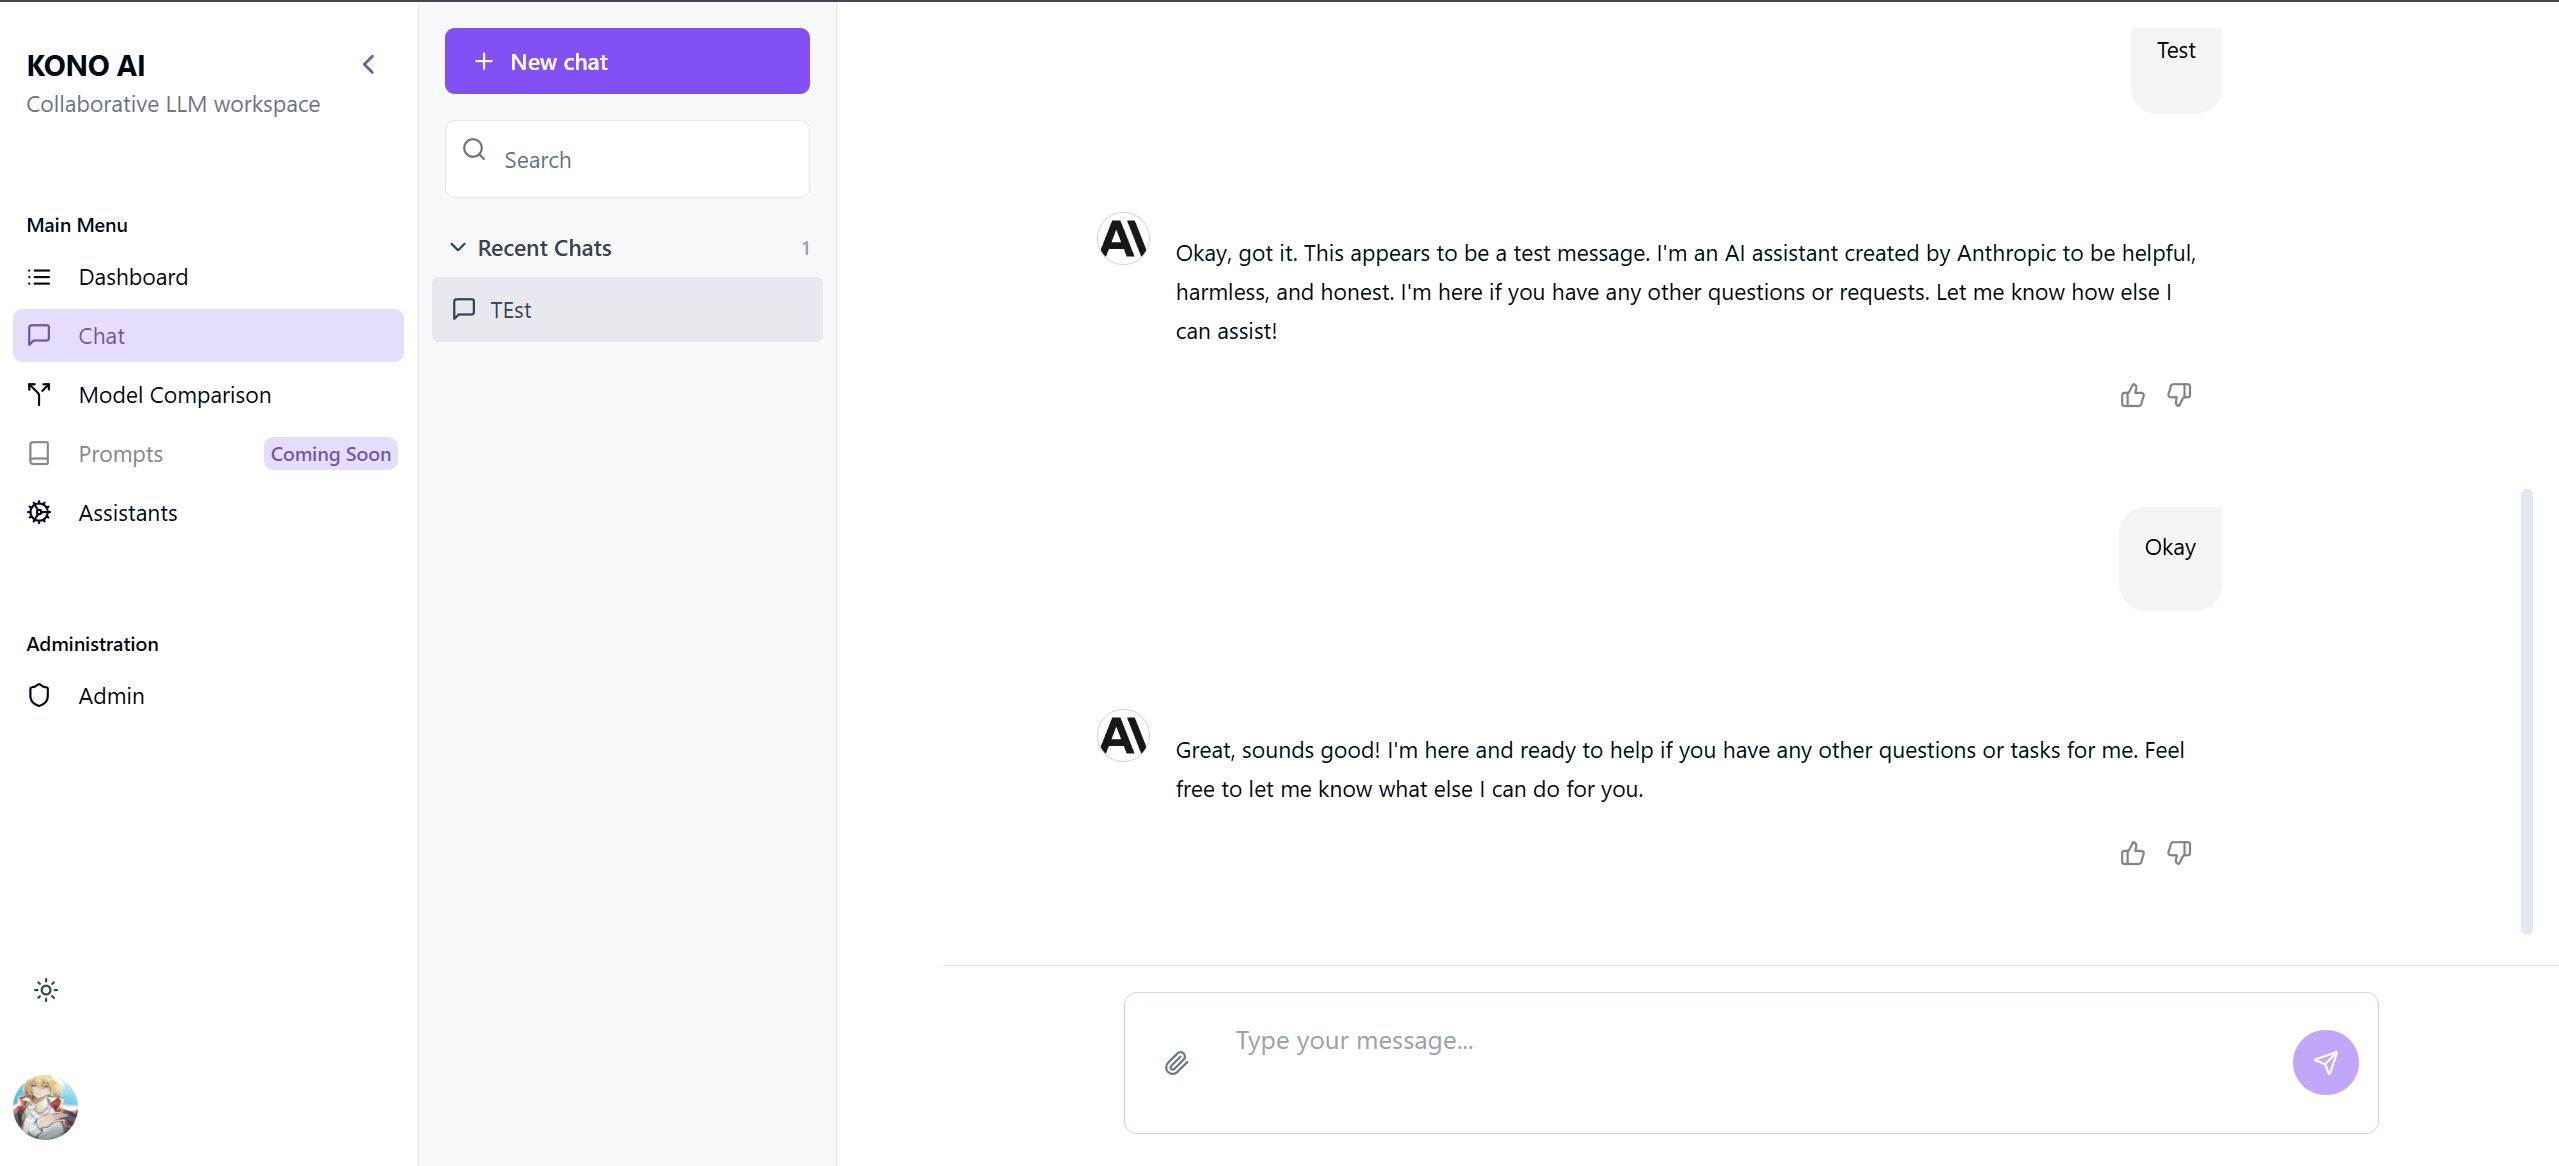 KONO AI
Collaborative LLM workspace
Main Menu
Dashboard
Chat
Model Comparison
Prompts
Coming Soon
Assistants
Administration
Admin
New chat
Search
Recent Chats
1
TEst
Test
Okay, got it. This appears to be a test message. I'm an AI assistant created by Anthropic to be helpful,
harmless, and honest. I'm here if you have any other questions or requests. Let me know how else I
can assist!
Okay
Great, sounds good! I'm here and ready to help if you have any other questions or tasks for me. Feel
free to let me know what else I can do for you.
Type your message...